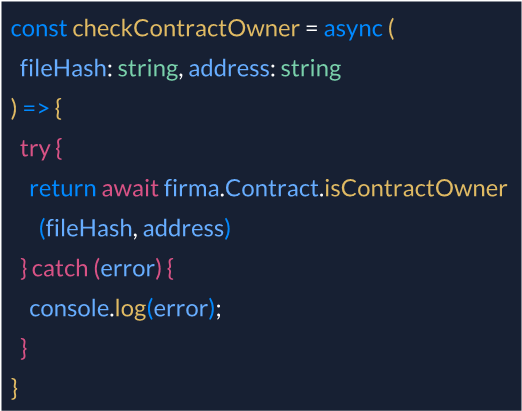 const checkContractOwner = async (
fileHash: string, address: string
) => {
try {
return await firma.Contract.isContractOwner
(fileHash, address)
} catch (error) {
console.log(error);
}
}